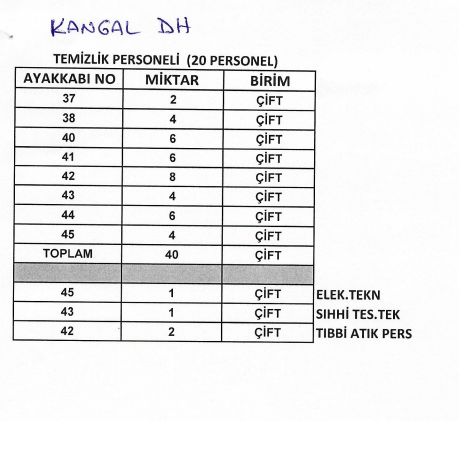 KANGAL DH
TEMİZLİK PERSONELİ (20 PERSONEL)
AYAKKABI NO MİKTAR BİRİM
37 2 ÇİFT
38 4 ÇİFT
40 6 ÇİFT
41 6 ÇİFT
42 8 ÇİFT
43 4 ÇİFT
44 6 ÇİFT
45 4 ÇİFT
TOPLAM 40 ÇİFT
45 1 ÇİFT ELEK.TEKN
43 1 ÇİFT SIHHİ TES.TEK
42 2 ÇİFT TIBBİ ATIK PERS